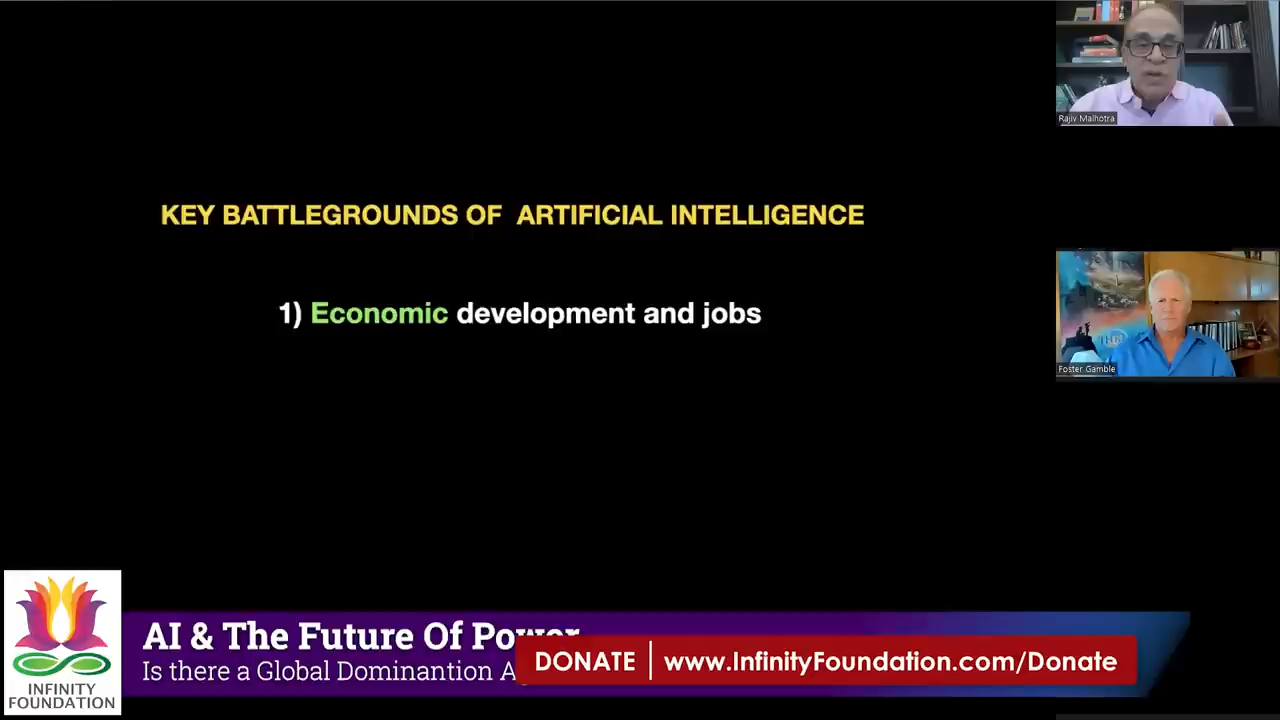 KEY BATTLEGROUNDS OF ARTIFICIAL INTELLIGENCE
1) Economic development and jobs
Rajiv Malhotra
Foster Gamble
AI & The Future Of Power
Is there a Global Dominantion
DONATE | www.InfinityFoundation.com/Donate
INFINITY
FOUNDATION